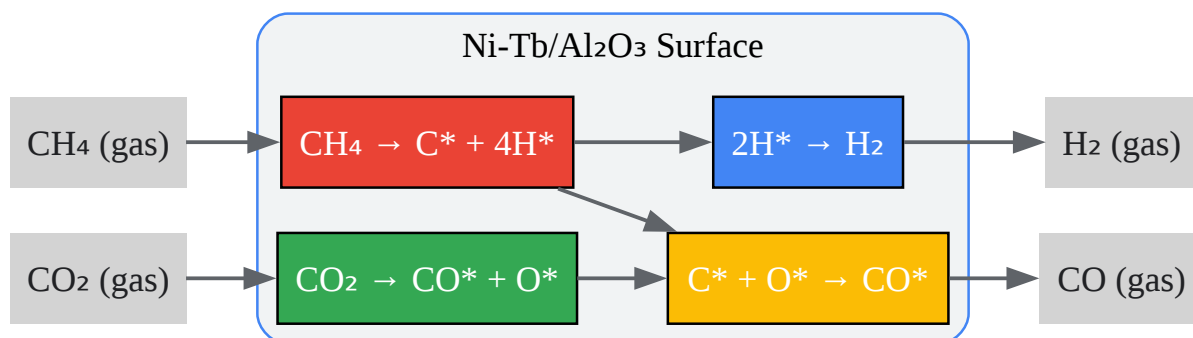 Ni-Tb/Al₂O₃ Surface
CH₄ (gas)
CH₄ → C* + 4H*
2H* → H₂
H₂ (gas)
CO₂ (gas)
CO₂ → CO* + O*
C* + O* → CO*
CO (gas)